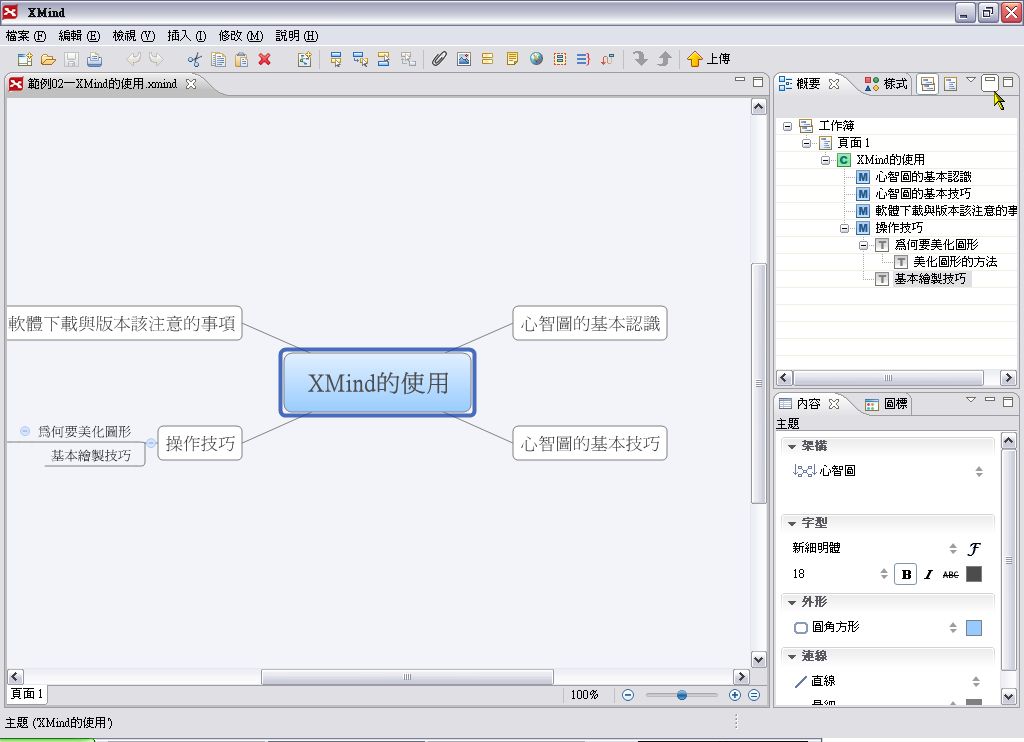 XMind
檔案 (F) 編輯 (E) 檢視 (V) 插入 (I) 修改 (M) 說明 (H)
上傳
範例02─XMind的使用.xmind
概要 樣式
工作簿
頁面 1
C XMind的使用
M 心智圖的基本認識
M 心智圖的基本技巧
M 軟體下載與版本該注意的事
M 操作技巧
T 為何要美化圖形
T 美化圖形的方法
T 基本繪製技巧
軟體下載與版本該注意的事項
心智圖的基本認識
XMind的使用
為何要美化圖形
基本繪製技巧
操作技巧
心智圖的基本技巧
內容 圖標
主題
架構
心智圖
字型
新細明體
18 B I ABC
外形
圓角方形
連線
直線
頁面 1
100%
主題 ('XMind的使用')